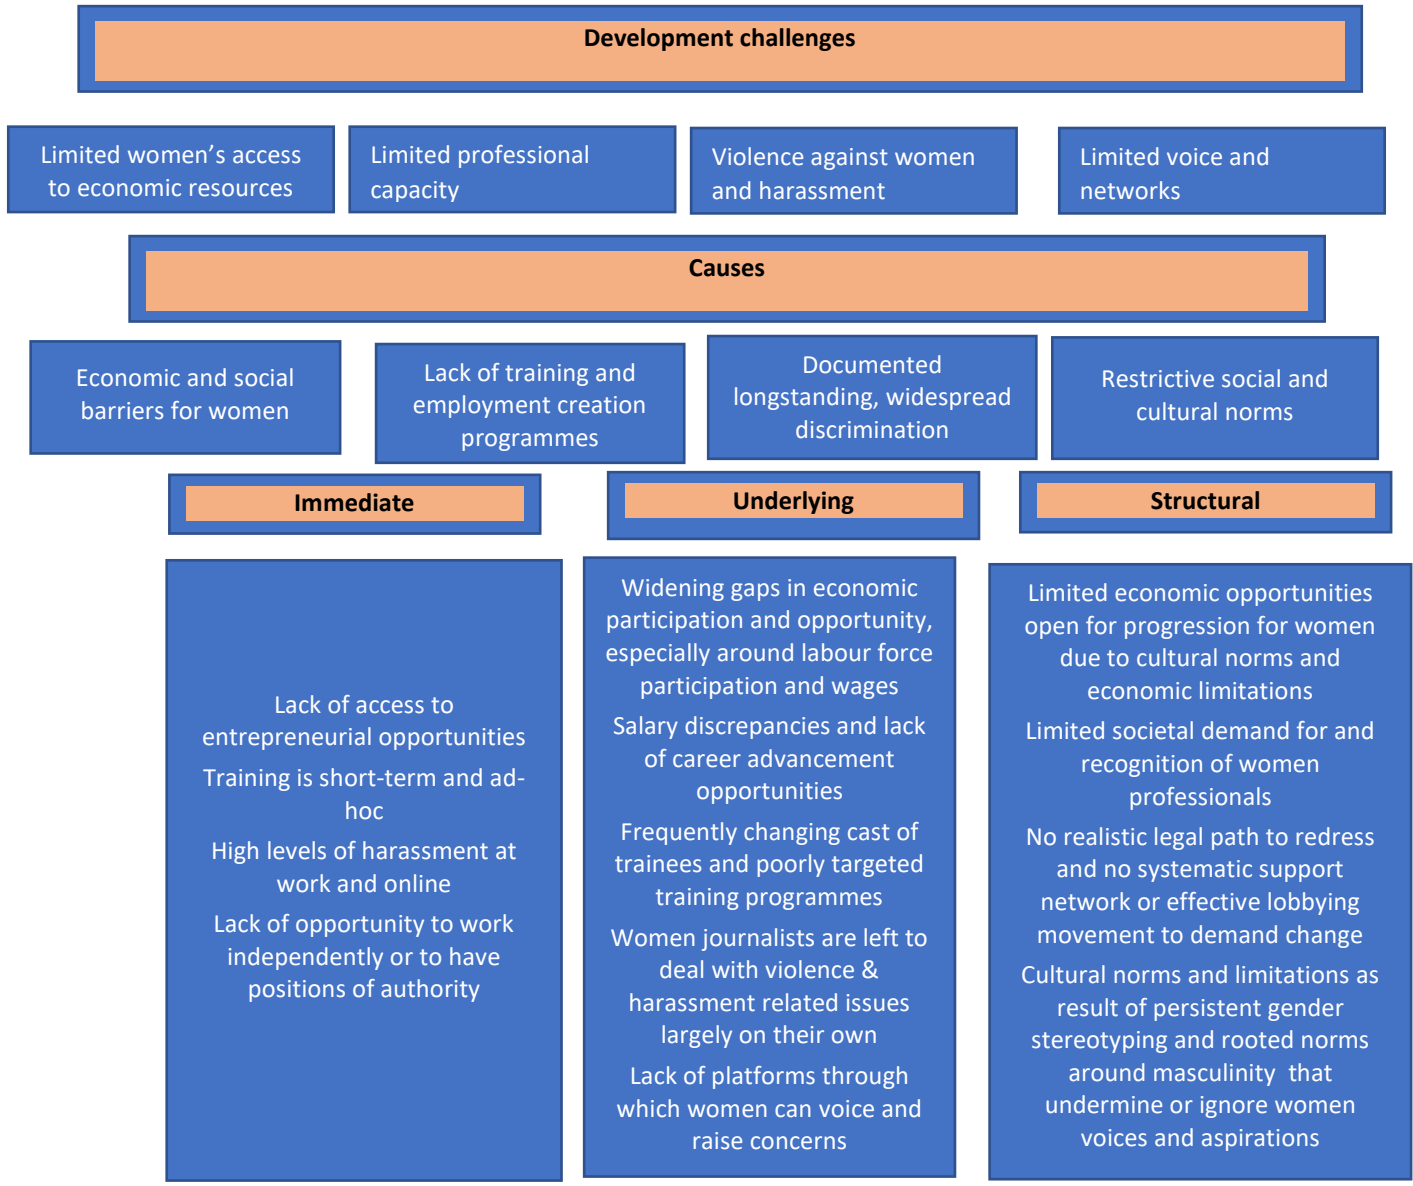 Development challenges
Limited women’s access
to economic resources
Limited professional
capacity
Violence against women
and harassment
Limited voice and
networks
Causes
Economic and social
barriers for women
Lack of training and
employment creation
programmes
Documented
longstanding, widespread
discrimination
Restrictive social and
cultural norms
Immediate
Underlying
Structural
Lack of access to
entrepreneurial opportunities
Training is short-term and ad-
hoc
High levels of harassment at
work and online
Lack of opportunity to work
independently or to have
positions of authority
Widening gaps in economic
participation and opportunity,
especially around labour force
participation and wages
Salary discrepancies and lack
of career advancement
opportunities
Frequently changing cast of
trainees and poorly targeted
training programmes
Women journalists are left to
deal with violence &
harassment related issues
largely on their own
Lack of platforms through
which women can voice and
raise concerns
Limited economic opportunities
open for progression for women
due to cultural norms and
economic limitations
Limited societal demand for and
recognition of women
professionals
No realistic legal path to redress
and no systematic support
network or effective lobbying
movement to demand change
Cultural norms and limitations as
result of persistent gender
stereotyping and rooted norms
around masculinity  that
undermine or ignore women
voices and aspirations